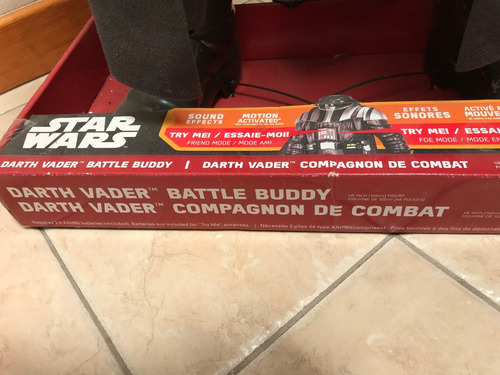 STAR
WARS
SOUND
EFFECTS
MOTION
ACTIVATED
EFFETS
SONORES
ACTIVÉ
MOUVE
TRY ME! / ESSAIE-MOI!
FRIEND MODE / MODE AMI
TRY ME! / ESSAIE
FOE MODE / MODE EN
DARTH VADER™ BATTLE BUDDY | DARTH VADER™ COMPAGNON DE COMBAT
DARTH VADER™ BATTLE BUDDY
DARTH VADER™ COMPAGNON DE COMBAT